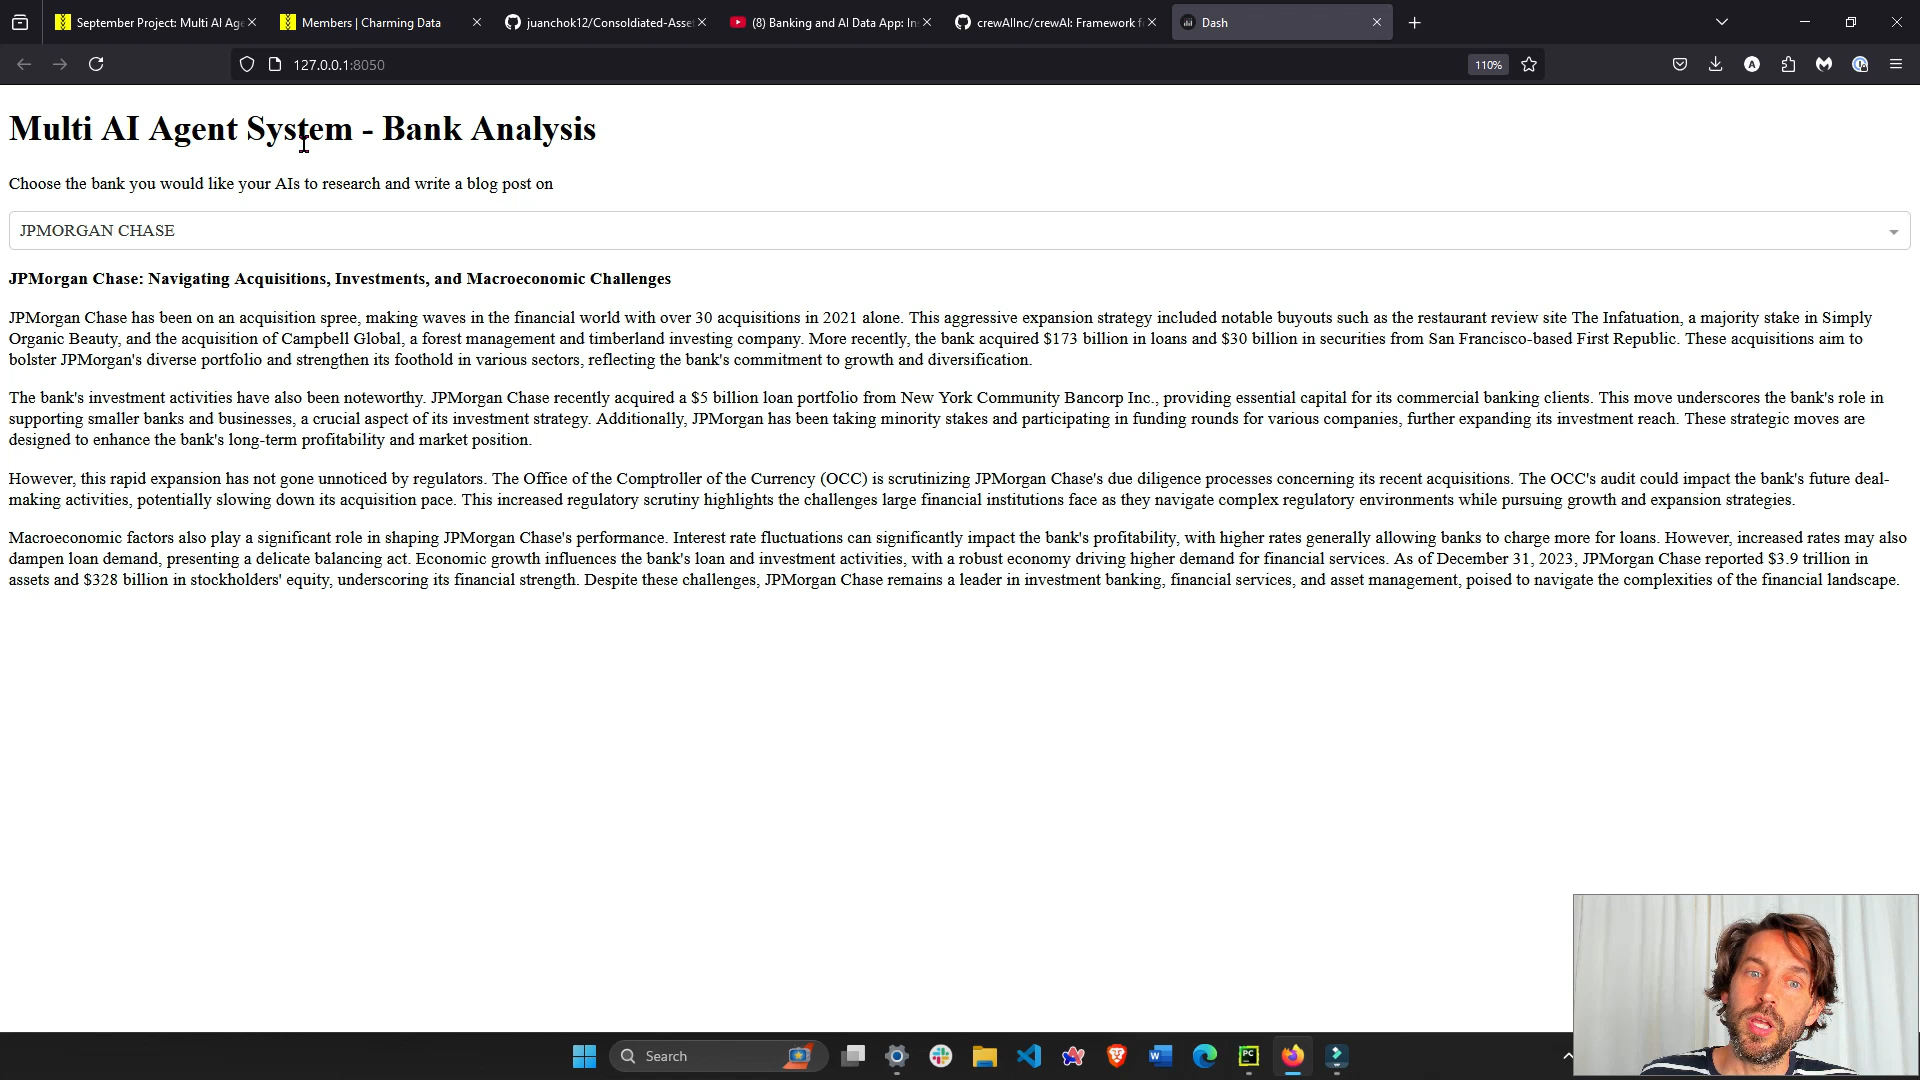 September Project: Multi AI Age
Members | Charming Data
juanchok12/Consoldiated-Asse
(8) Banking and AI Data App: In
crewAIInc/crewAI: Framework f
Dash
127.0.0.1:8050
110%
Multi AI Agent System - Bank Analysis
Choose the bank you would like your AIs to research and write a blog post on
JPMORGAN CHASE
JPMorgan Chase: Navigating Acquisitions, Investments, and Macroeconomic Challenges
JPMorgan Chase has been on an acquisition spree, making waves in the financial world with over 30 acquisitions in 2021 alone. This aggressive expansion strategy included notable buyouts such as the restaurant review site The Infatuation, a majority stake in Simply
Organic Beauty, and the acquisition of Campbell Global, a forest management and timberland investing company. More recently, the bank acquired $173 billion in loans and $30 billion in securities from San Francisco-based First Republic. These acquisitions aim to
bolster JPMorgan's diverse portfolio and strengthen its foothold in various sectors, reflecting the bank's commitment to growth and diversification.
The bank's investment activities have also been noteworthy. JPMorgan Chase recently acquired a $5 billion loan portfolio from New York Community Bancorp Inc., providing essential capital for its commercial banking clients. This move underscores the bank's role in
supporting smaller banks and businesses, a crucial aspect of its investment strategy. Additionally, JPMorgan has been taking minority stakes and participating in funding rounds for various companies, further expanding its investment reach. These strategic moves are
designed to enhance the bank's long-term profitability and market position.
However, this rapid expansion has not gone unnoticed by regulators. The Office of the Comptroller of the Currency (OCC) is scrutinizing JPMorgan Chase's due diligence processes concerning its recent acquisitions. The OCC's audit could impact the bank's future deal-
making activities, potentially slowing down its acquisition pace. This increased regulatory scrutiny highlights the challenges large financial institutions face as they navigate complex regulatory environments while pursuing growth and expansion strategies.
Macroeconomic factors also play a significant role in shaping JPMorgan Chase's performance. Interest rate fluctuations can significantly impact the bank's profitability, with higher rates generally allowing banks to charge more for loans. However, increased rates may also
dampen loan demand, presenting a delicate balancing act. Economic growth influences the bank's loan and investment activities, with a robust economy driving higher demand for financial services. As of December 31, 2023, JPMorgan Chase reported $3.9 trillion in
assets and $328 billion in stockholders' equity, underscoring its financial strength. Despite these challenges, JPMorgan Chase remains a leader in investment banking, financial services, and asset management, poised to navigate the complexities of the financial landscape.
Search